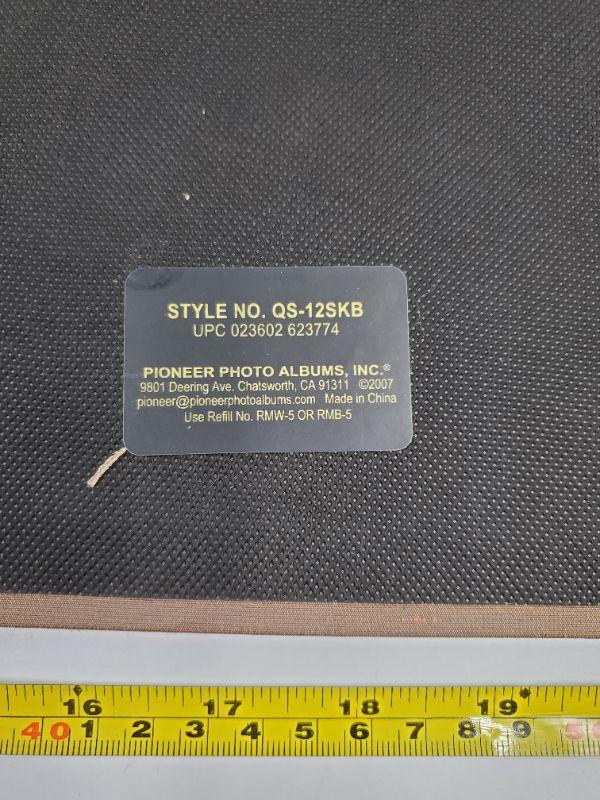 STYLE NO. QS-12SKB
UPC 023602 623774
PIONEER PHOTO ALBUMS, INC.®
9801 Deering Ave. Chatsworth, CA 91311 ©2007
pioneer@pioneerphotoalbums.com Made in China
Use Refill No. RMW-5 OR RMB-5
16 17 18 19
40 1 2 3 4 5 6 7 8 9 5